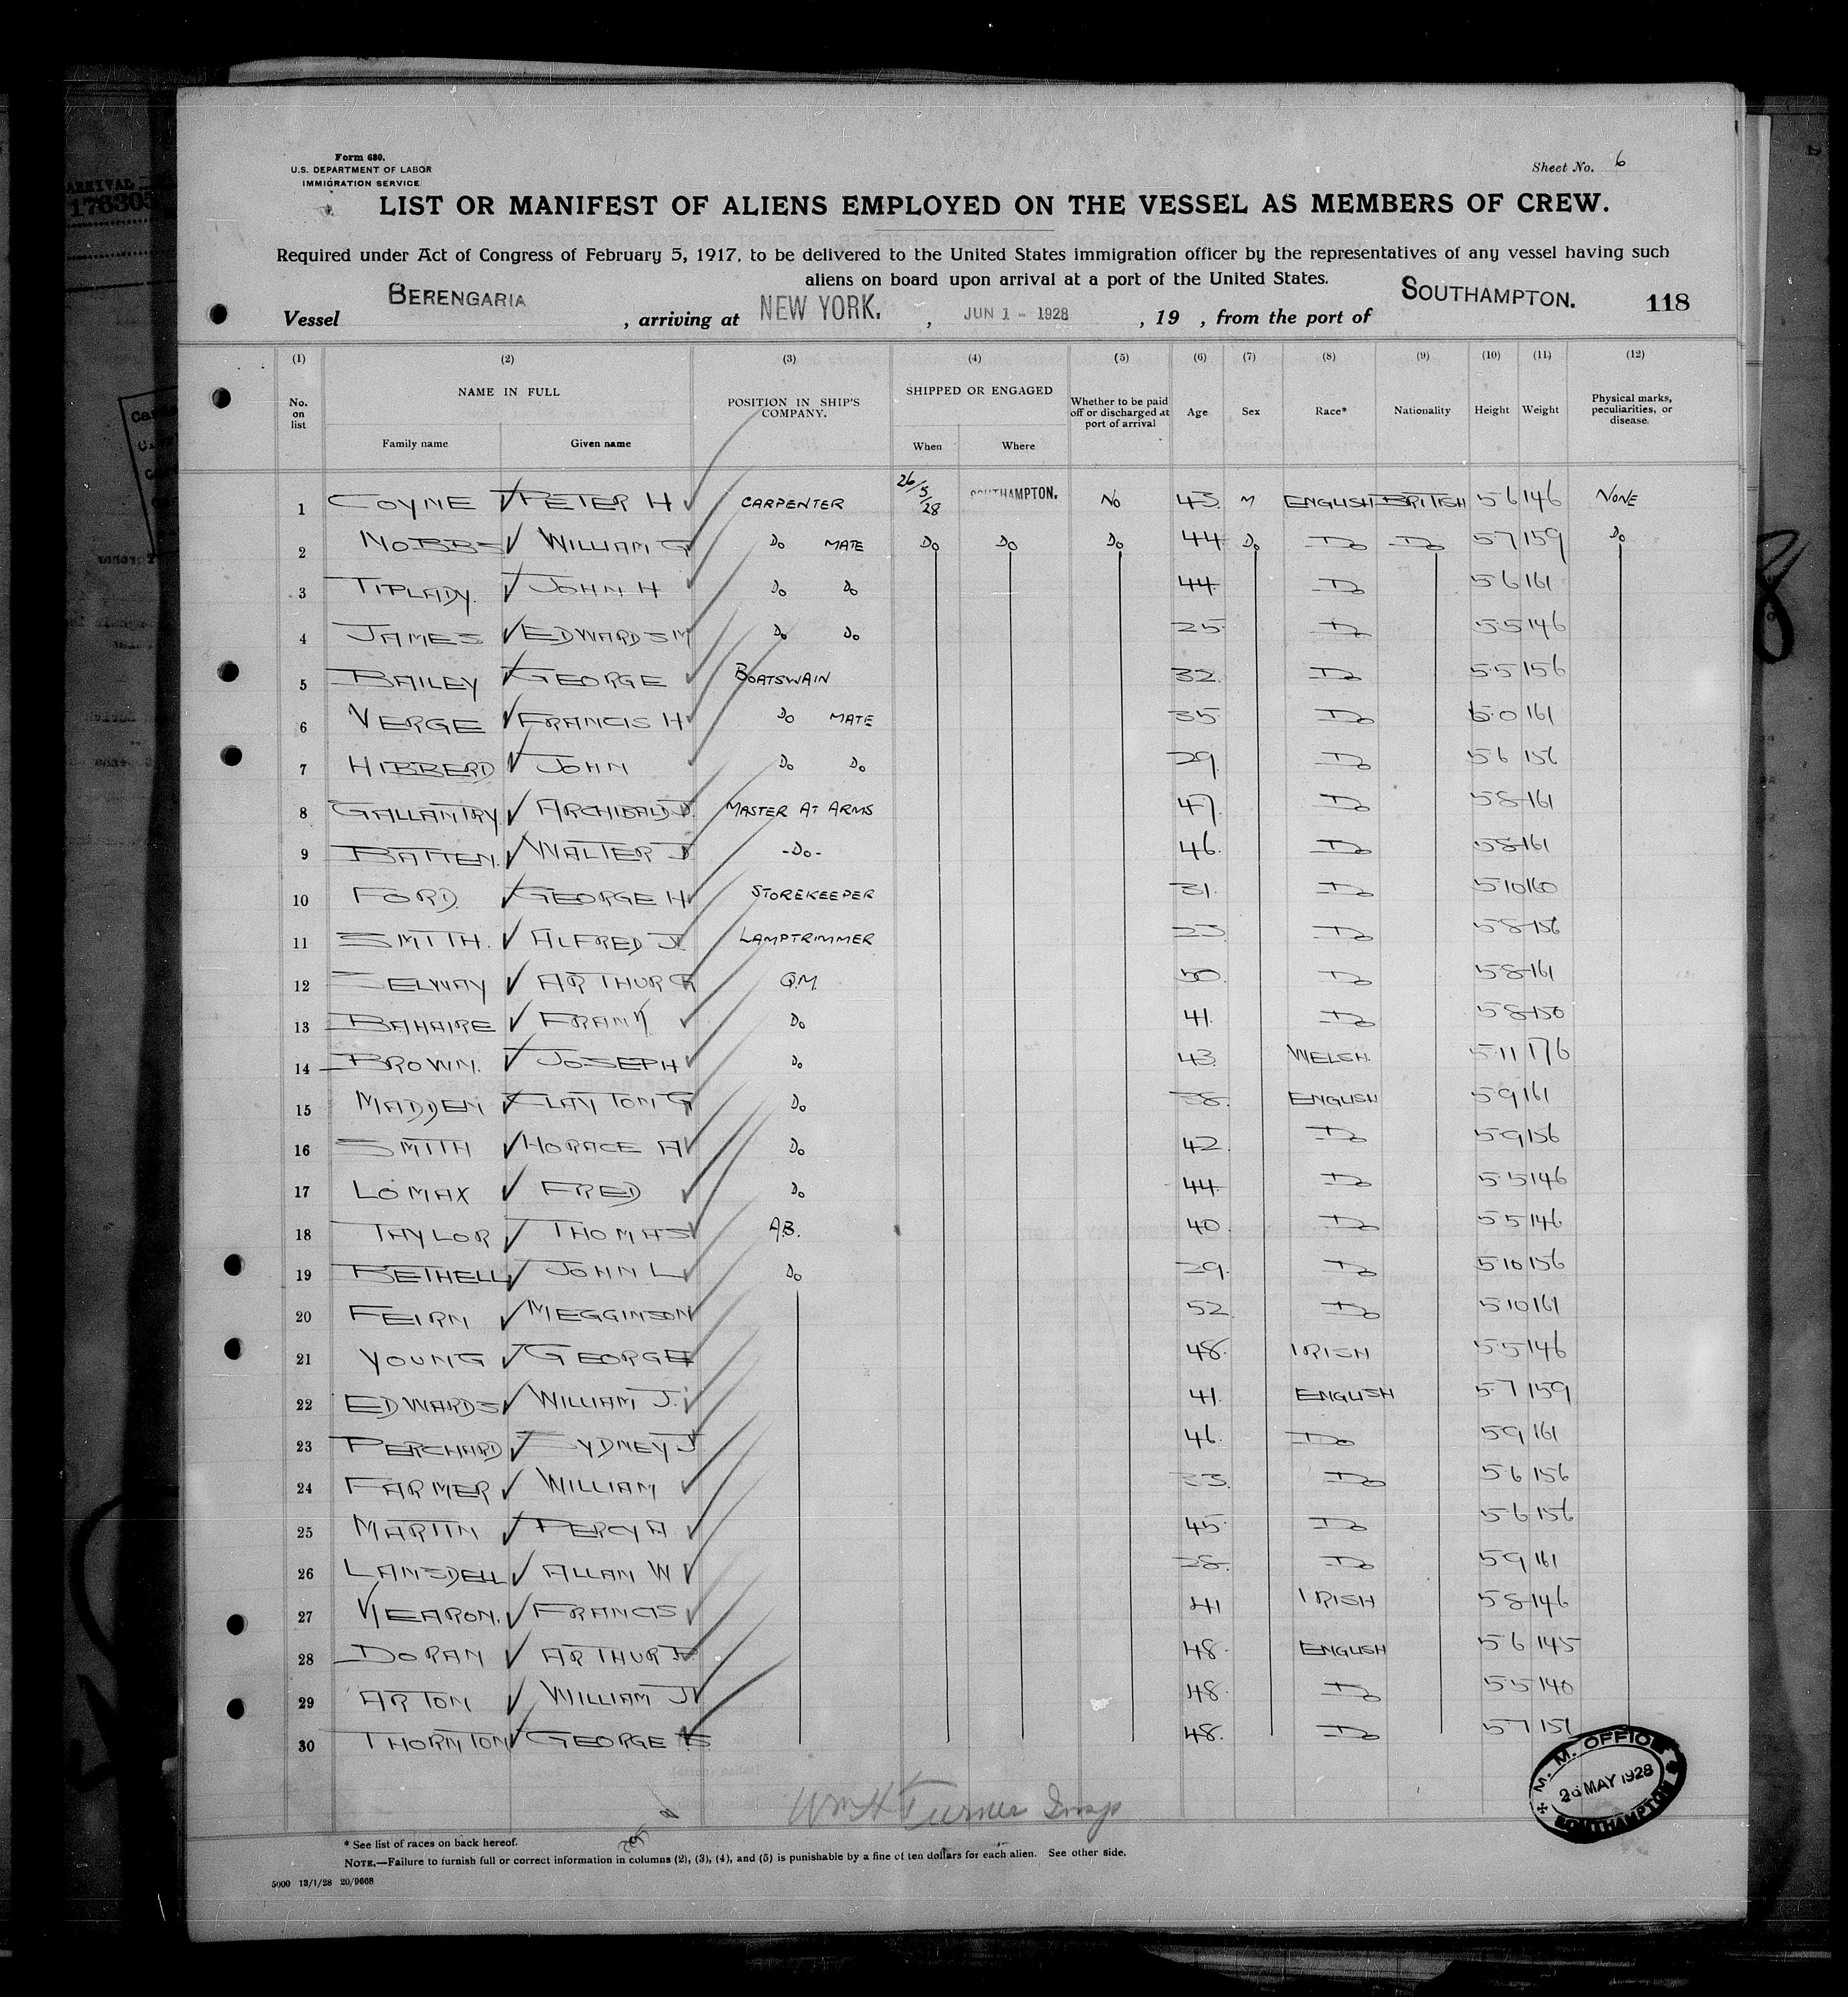 ARRIVAL
176305
Form 680.
U.S. DEPARTMENT OF LABOR
IMMIGRATION SERVICE
Sheet No. 6
LIST OR MANIFEST OF ALIENS EMPLOYED ON THE VESSEL AS MEMBERS OF CREW.
Required under Act of Congress of February 5, 1917, to be delivered to the United States immigration officer by the representatives of any vessel having such
aliens on board upon arrival at a port of the United States.
Vessel BERENGARIA, arriving at NEW YORK., JUN 1 - 1928, 19 , from the port of SOUTHAMPTON. 118
(1) (2) (3) (4) (5) (6) (7) (8) (9) (10) (11) (12)
No. on list NAME IN FULL POSITION IN SHIP'S COMPANY. SHIPPED OR ENGAGED Whether to be paid off or discharged at port of arrival Age Sex Race* Nationality Height Weight Physical marks, peculiarities, or disease.
Family name Given name When Where
1 COYNE PETER H CARPENTER 26/5/28 SOUTHAMPTON. NO 43 M ENGLISH BRITISH 5 6 146 NONE
2 NOBBS WILLIAM G Do MATE Do Do Do 44 Do Do Do 5 7 159 Do
3 TIPLADY. JOHN H Do Do 44 Do 5 6 161
4 JAMES EDWARD S M Do Do 25 Do 5 5 146
5 BAILEY GEORGE BOATSWAIN 32 Do 5 5 156
6 VERGE FRANCIS H Do MATE 35 Do 6.0 161
7 HIBBERD JOHN Do Do 29 Do 5 6 156
8 GALLANTRY ARCHIBALD D. MASTER AT ARMS 47 Do 5 8 161
9 BATTEN. WALTER J -Do- 46. Do 5 8 161
10 FORD GEORGE H STOREKEEPER 31. Do 5 10 160
11 SMITH. ALFRED J. LAMPTRIMMER 23 Do 5 8 156
12 SELWAY ARTHUR G Q.M. 50. Do 5 8 161
13 BAHAIRE FRANK Do 41. Do 5 8 150
14 BROWN. JOSEPH Do 43 WELSH. 5 11 176
15 MADDEN CLAYTON G Do 38 ENGLISH 5 9 161
16 SMITH HORACE A Do 42 Do 5 9 156
17 LOMAX FRED Do 44 Do 5 5 146
18 TAYLOR THOMAS A.B. 40 Do 5 5 146
19 BETHELL JOHN L Do 29. Do 5 10 156
20 FEIRN MEGGINSON 52 Do 5 10 161
21 YOUNG GEORGE 48. IRISH 5 5 146
22 EDWARDS WILLIAM J. 41. ENGLISH 5 7 159
23 PERCHARD SYDNEY J 46. Do 5 9 161
24 FARMER WILLIAM 33 Do 5 6 156
25 MARTIN PERCY A 45. Do 5 6 156
26 LANSDELL ALLAN W 28. Do 5 9 161
27 FRANCIS 41 IRISH 5 8 146
28 DORAN ARTHUR 48. ENGLISH 5 6 145
29 ARTON WILLIAM J 48. Do 5 5 140
30 THORNTON GEORGE E 48. Do 5 7
Wm H Turner Insp
M. M. OFFICE
26 MAY 1928
SOUTHAMPTON
* See list of races on back hereof.
NOTE.—Failure to furnish full or correct information in columns (2), (3), (4), and (5) is punishable by a fine of ten dollars for each alien. See other side.
5000 13/1/28 20/9668